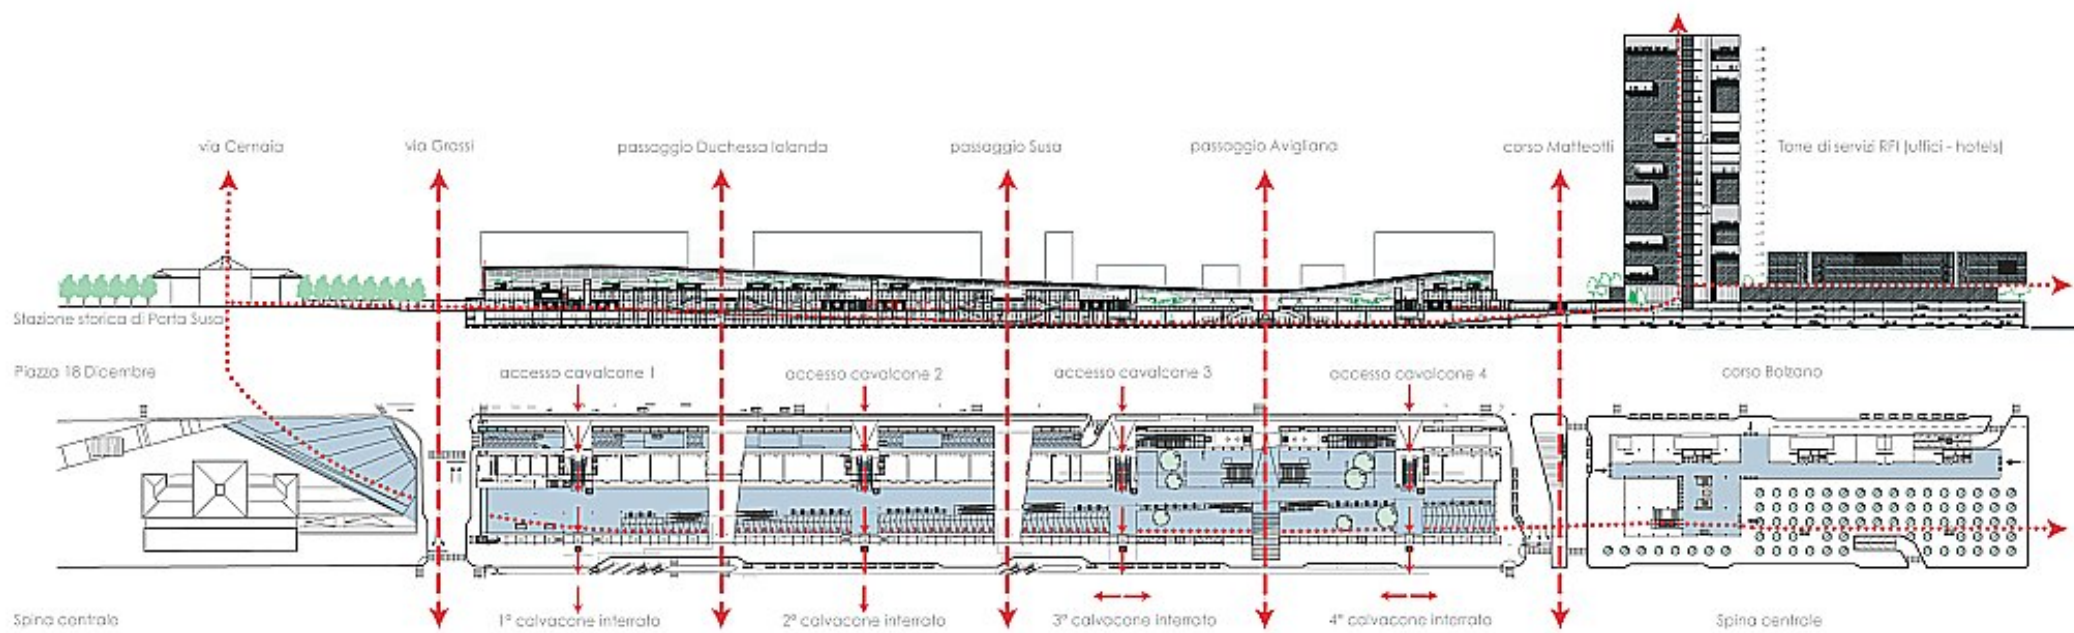 via Cernaia
via Grassi
passaggio Duchessa Iolanda
passaggio Susa
passaggio Avigliana
corso Matteotti
Torre di servizi RFI (uffici - hotels)
Stazione storica di Porta Susa
Piazza 18 Dicembre
accesso cavalcone 1
accesso cavalcone 2
accesso cavalcone 3
accesso cavalcone 4
corso Bolzano
Spina centrale
1° calvacone interrato
2° calvacone interrato
3° calvacone interrato
4° calvacone interrato
Spina centrale